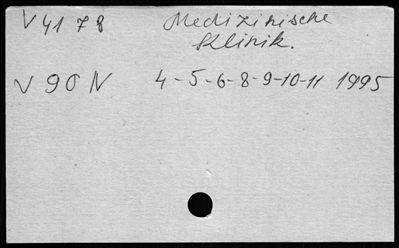 V 41 78 Medizinische
Klinik.
V 90 N 4-5-6-8-9-10-11 1995